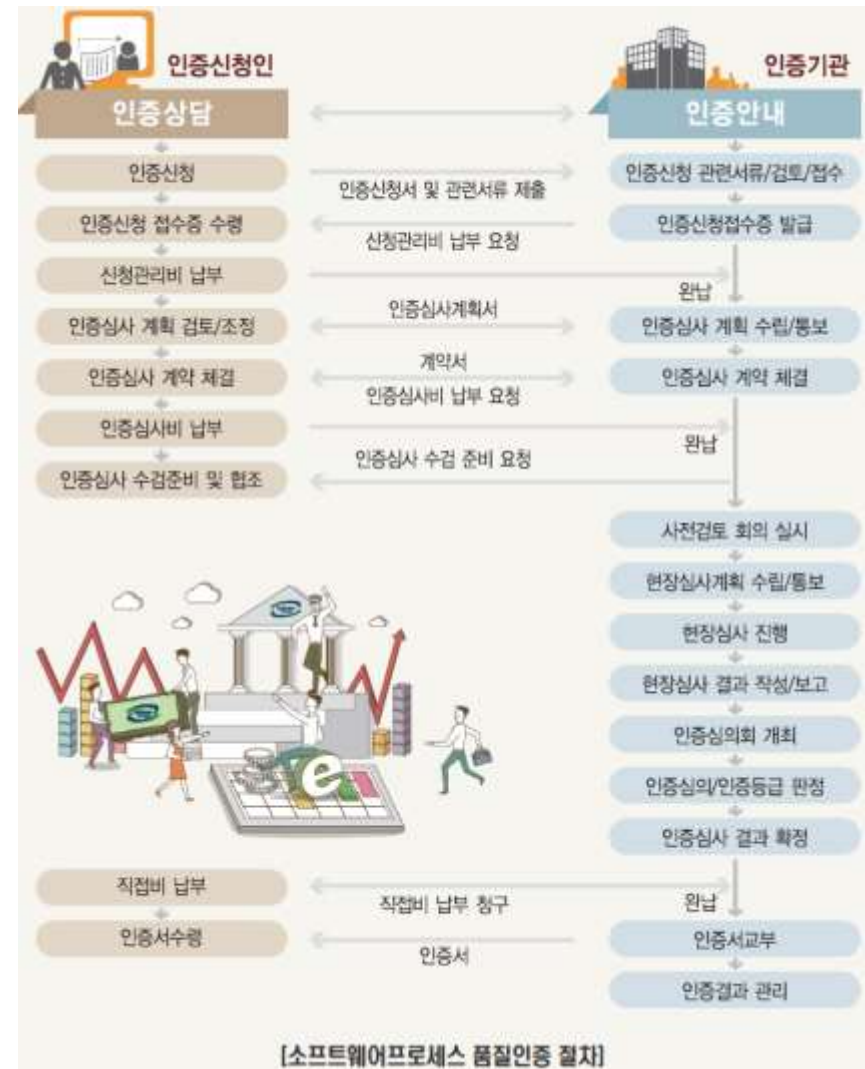 인증신청인
인증기관
인증상담
인증안내
인증신청
인증신청 관련서류/검토/접수
인증신청서 및 관련서류 제출
인증신청 접수증 수령
인증신청접수증 발급
신청관리비 납부 요청
신청관리비 납부
완납
인증심사계획서
인증심사 계획 검토/조정
인증심사 계획 수립/통보
계약서
인증심사 계약 체결
인증심사 계약 체결
인증심사비 납부 요청
인증심사비 납부
완납
인증심사 수검 준비 요청
인증심사 수검준비 및 협조
사전검토 회의 실시
현장심사계획 수립/통보
현장심사 진행
현장심사 결과 작성/보고
인증심의회 개최
인증심의/인증등급 판정
인증심사 결과 확정
e
직접비 납부
직접비 납부 청구
완납
인증서수령
인증서교부
인증서
인증결과 관리
[소프트웨어프로세스 품질인증 절차]